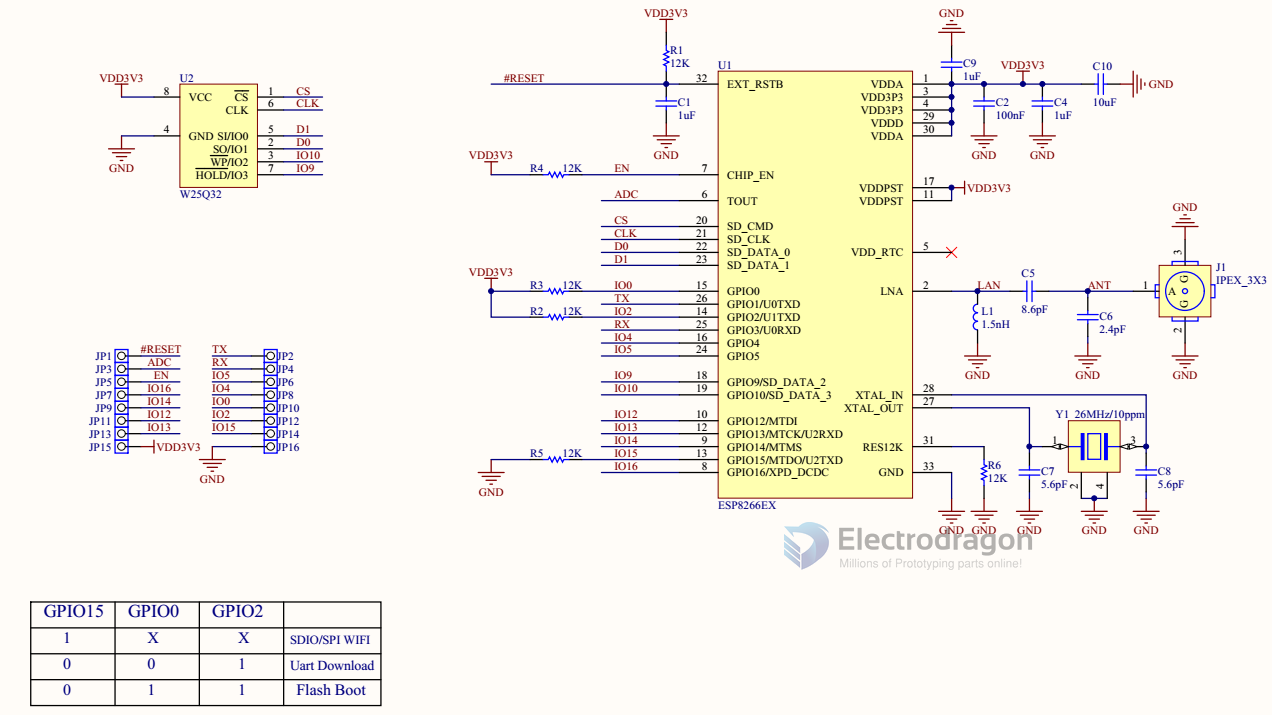 VDD3V3
U2
8 VCC CS 1 CS
CLK 6 CLK
4 GND SI/IO0 5 D1
SO/IO1 2 D0
WP/IO2 3 IO10
HOLD/IO3 7 IO9
GND
W25Q32
JP1 #RESET TX JP2
JP3 ADC RX JP4
JP5 EN IO5 JP6
JP7 IO16 IO4 JP8
JP9 IO14 IO0 JP10
JP11 IO12 IO2 JP12
JP13 IO13 IO15 JP14
JP15 VDD3V3 JP16
GND
VDD3V3
R1
12K
#RESET
C1
1uF
GND
VDD3V3
R4 12K EN
ADC
CS
CLK
D0
D1
VDD3V3
R3 12K IO0
TX
R2 12K IO2
RX
IO4
IO5
IO9
IO10
IO12
IO13
IO14
R5 12K IO15
IO16
GND
U1
32 EXT_RSTB
7 CHIP_EN
6 TOUT
20 SD_CMD
21 SD_CLK
22 SD_DATA_0
23 SD_DATA_1
15 GPIO0
26 GPIO1/U0TXD
14 GPIO2/U1TXD
25 GPIO3/U0RXD
16 GPIO4
24 GPIO5
18 GPIO9/SD_DATA_2
19 GPIO10/SD_DATA_3
10 GPIO12/MTDI
12 GPIO13/MTCK/U2RXD
9 GPIO14/MTMS
13 GPIO15/MTDO/U2TXD
8 GPIO16/XPD_DCDC
VDDA 1
VDD3P3 3
VDD3P3 4
VDDD 29
VDDA 30
VDDPST 17
VDDPST 11
VDD_RTC 5
LNA 2
XTAL_IN 28
XTAL_OUT 27
RES12K 31
GND 33
ESP8266EX
GND
C9
1uF
VDD3V3
C2
100nF
GND
C4
1uF
GND
C10
10uF
GND
VDD3V3
LAN
L1
1.5nH
GND
C5
8.6pF
ANT
C6
2.4pF
GND
GND
3
J1
IPEX_3X3
1 A G G
2
GND
Y1 26MHz/10ppm
1 3
2 4
C7
5.6pF
C8
5.6pF
R6
12K
GND GND GND GND GND
Electrodragon
Millions of Prototyping parts online!
GPIO15 GPIO0 GPIO2
1 X X SDIO/SPI WIFI
0 0 1 Uart Download
0 1 1 Flash Boot